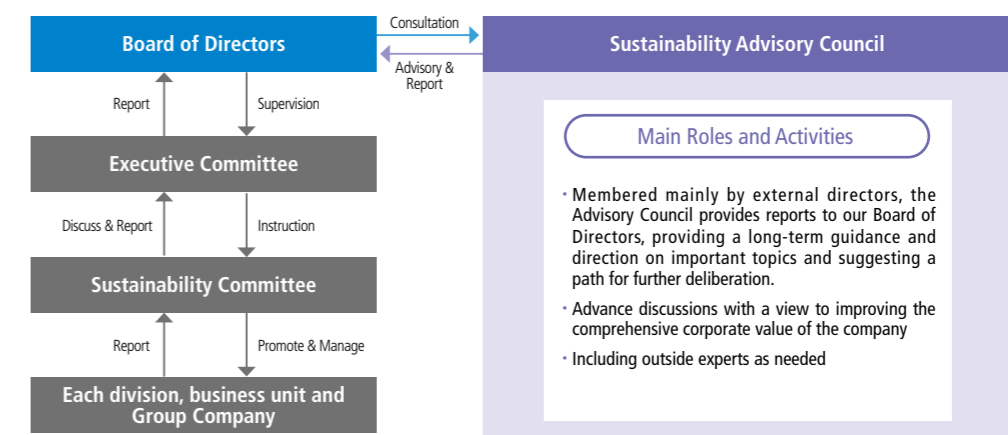 Board of Directors
Consultation
Advisory &
Report
Sustainability Advisory Council
Report
Supervision
Executive Committee
Discuss & Report
Instruction
Sustainability Committee
Report
Promote & Manage
Each division, business unit and
Group Company
Main Roles and Activities
・Membered mainly by external directors, the
Advisory Council provides reports to our Board of
Directors, providing a long-term guidance and
direction on important topics and suggesting a
path for further deliberation.
・Advance discussions with a view to improving the
comprehensive corporate value of the company
・Including outside experts as needed